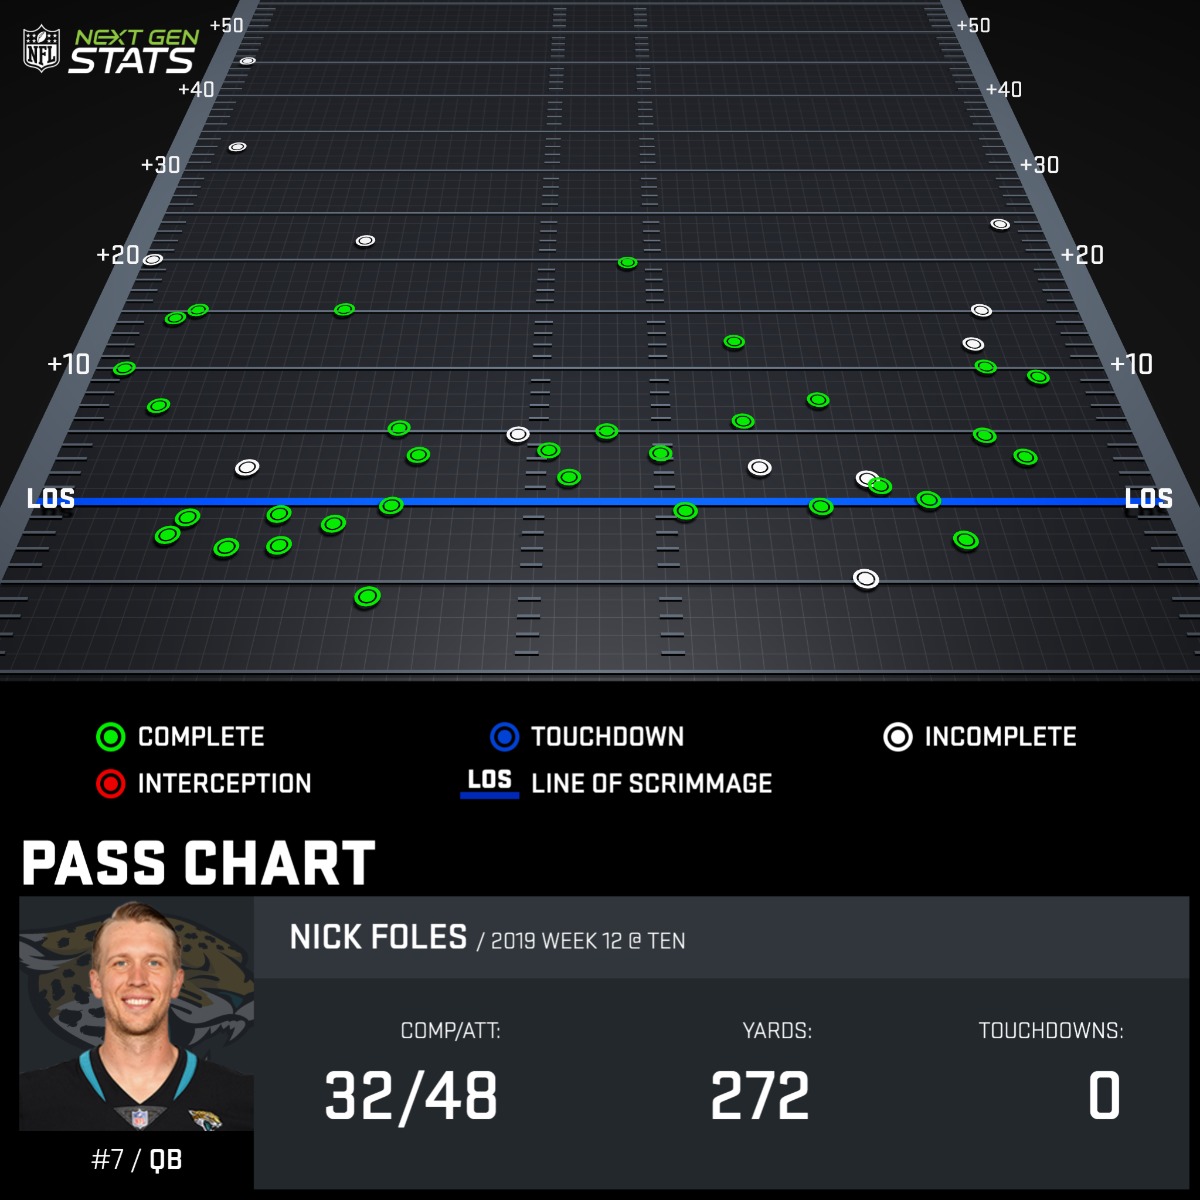 NFL
NEXT GEN
STATS
+50 +50
+40 +40
+30 +30
+20 +20
+10 +10
LOS LOS
COMPLETE TOUCHDOWN INCOMPLETE
INTERCEPTION LOS LINE OF SCRIMMAGE
PASS CHART
NICK FOLES / 2019 WEEK 12 @ TEN
COMP/ATT: YARDS: TOUCHDOWNS:
32/48 272 0
#7 / QB